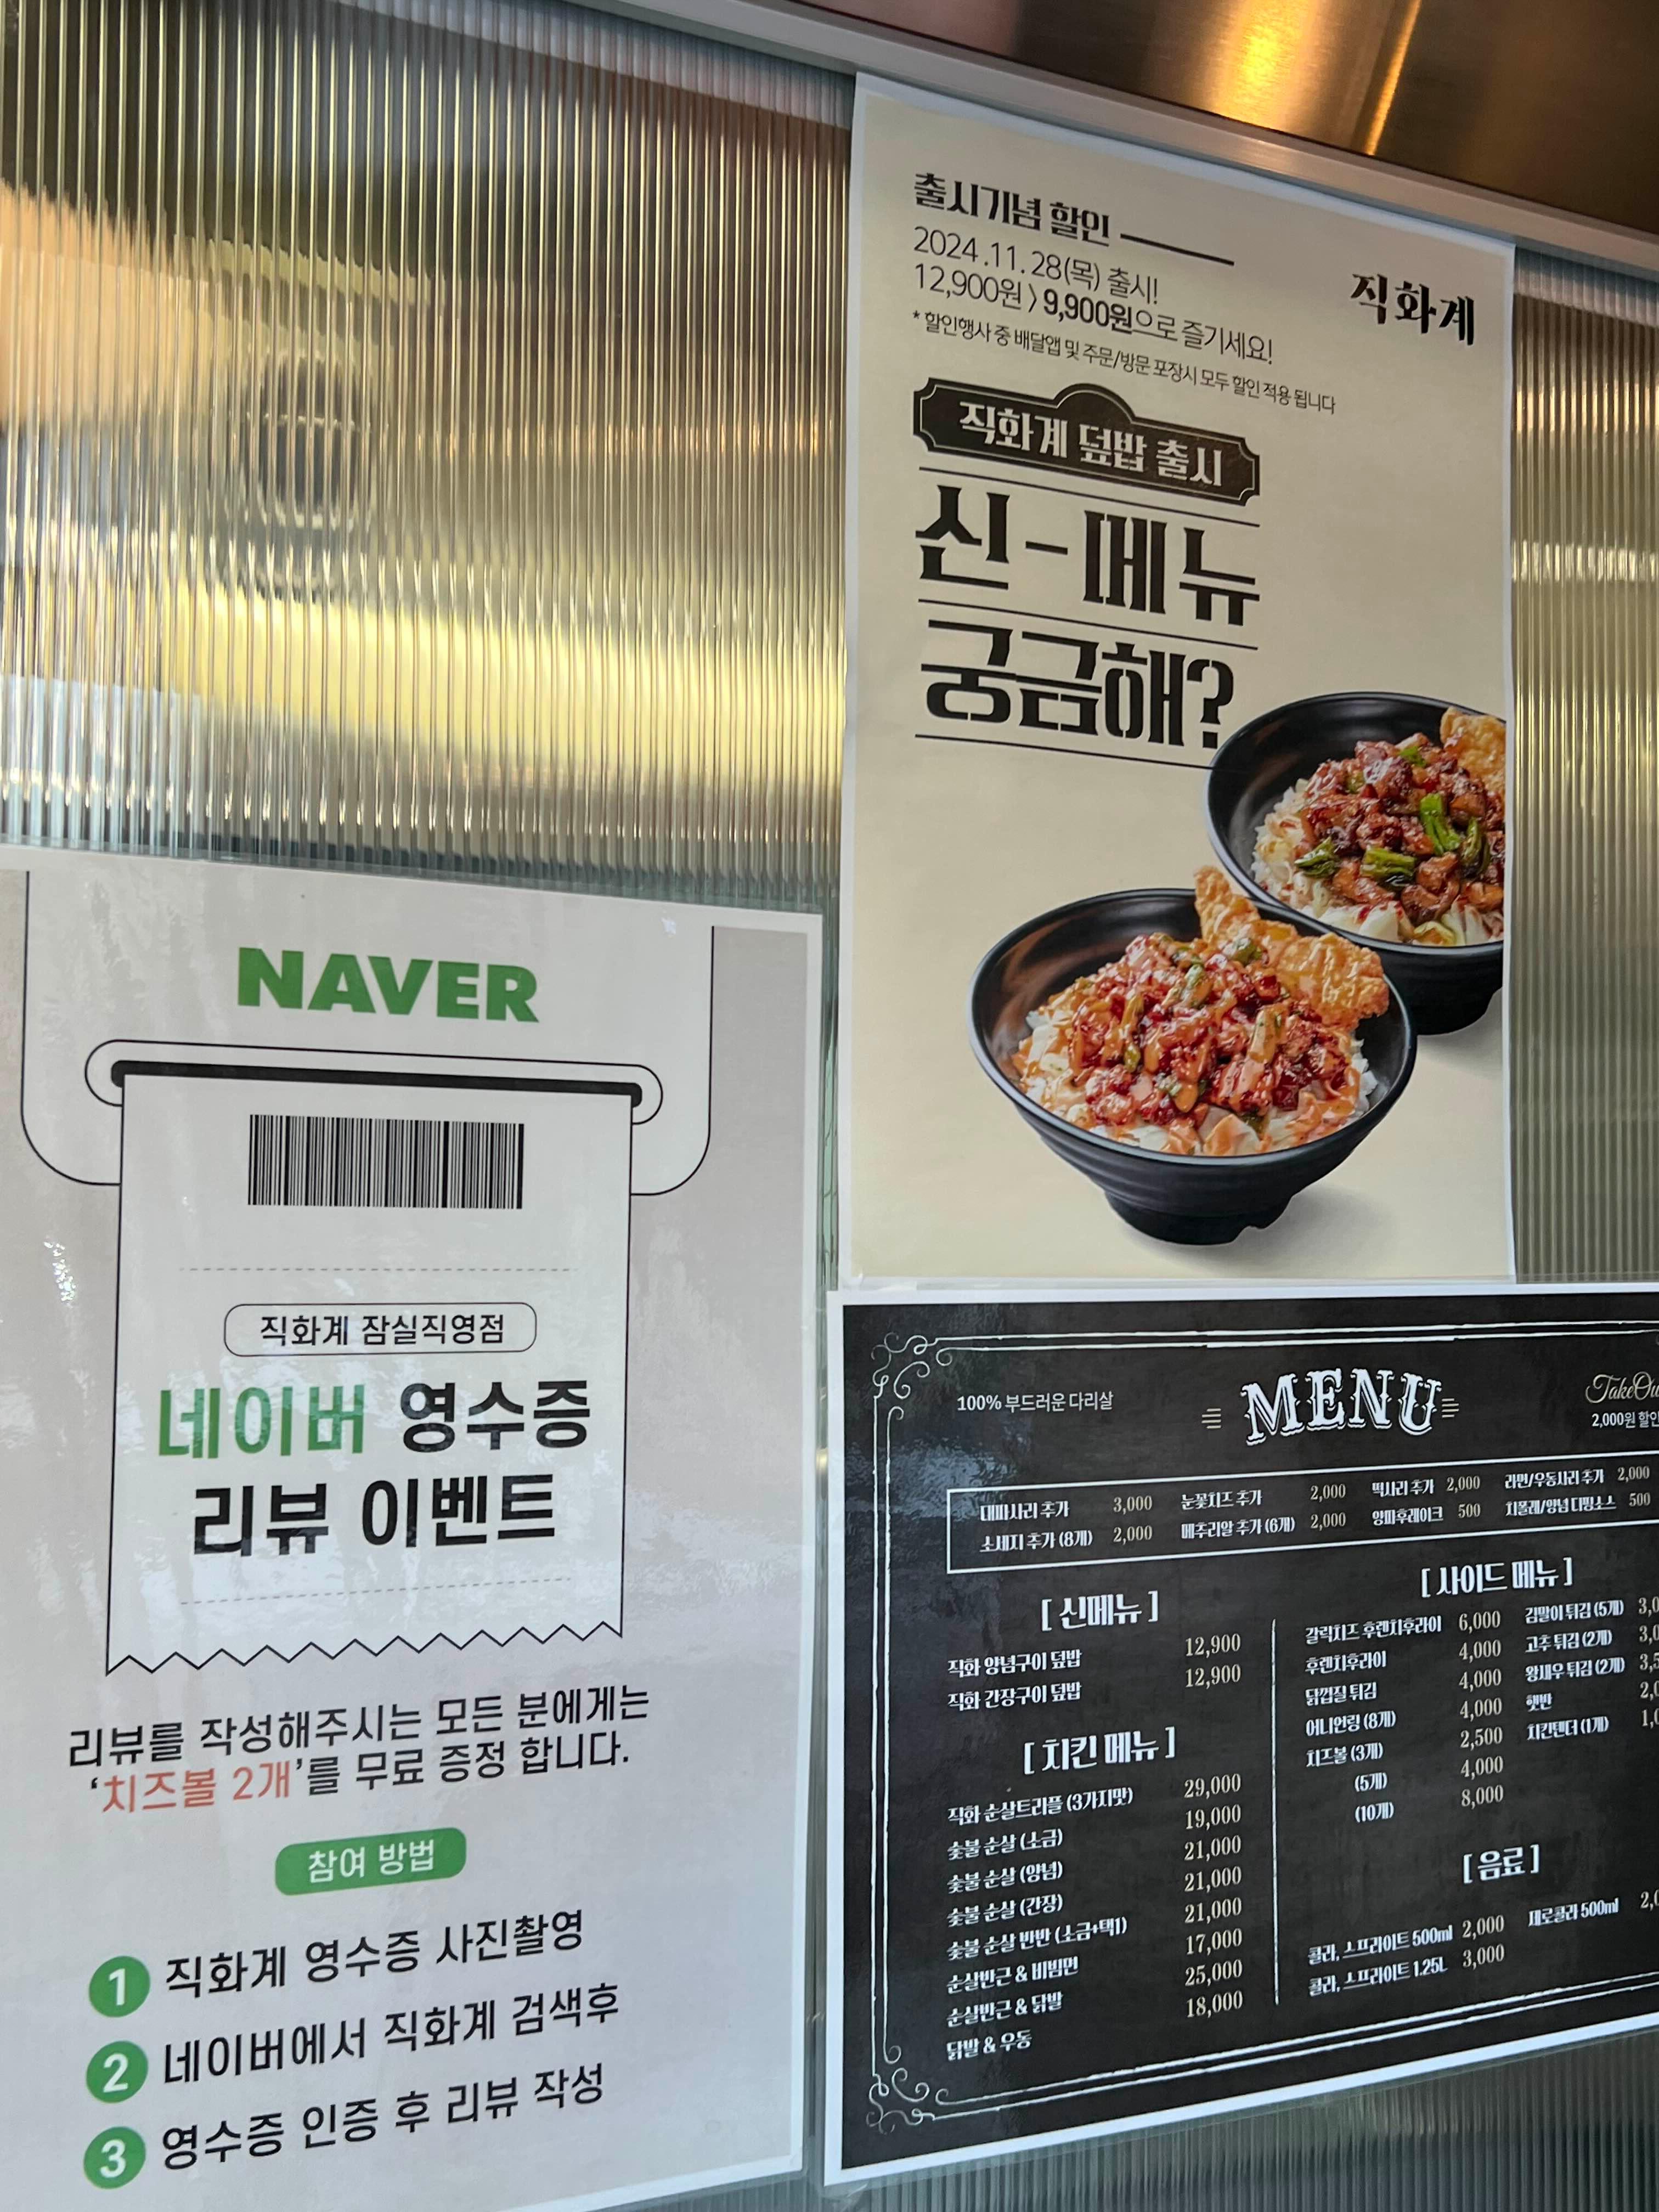 출시기념 할인
2024.11.28(목) 출시!
12,900원 > 9,900원으로 즐기세요!
* 할인행사 중 배달앱 및 주문/방문 포장시 모두 할인 적용 됩니다
직화계
직화계 덮밥 출시
신-메뉴
궁금해?
NAVER
직화계 잠실직영점
네이버 영수증
리뷰 이벤트
리뷰를 작성해주시는 모든 분에게는
‘치즈볼 2개’를 무료 증정 합니다.
참여 방법
1 직화계 영수증 사진촬영
2 네이버에서 직화계 검색후
3 영수증 인증 후 리뷰 작성
100% 부드러운 다리살
MENU
2,000원
대파사리 추가 3,000 눈꽃치즈 추가 2,000 떡사리 추가 2,000 라면/우동사리 추가 2,000
소세지 추가 (8개) 2,000 메추리알 추가 (6개) 2,000 양파후레이크 500 치폴레/양념 디핑소스 500
[ 신메뉴 ]
직화 양념구이 덮밥 12,900
직화 간장구이 덮밥 12,900
[ 치킨 메뉴 ]
직화 순살트리플 (3가지맛) 29,000
숯불 순살 (소금) 19,000
숯불 순살 (양념) 21,000
숯불 순살 (간장) 21,000
숯불 순살 반반 (소금+택1) 21,000
순살반근 & 비빔면 17,000
순살반근 & 닭발 25,000
닭발 & 우동 18,000
[ 사이드 메뉴 ]
갈릭치즈 후렌치후라이 6,000 김말이 튀김 (5개)
후렌치후라이 4,000 고추 튀김 (2개)
닭껍질 튀김 4,000 왕새우 튀김 (2개)
어니언링 (8개) 4,000 햇반
치즈볼 (3개) 2,500 치킨텐더 (1개)
(5개) 4,000
(10개) 8,000
[ 음료 ]
콜라, 스프라이트 500ml 2,000 제로콜라 500ml
콜라, 스프라이트 1.25L 3,000